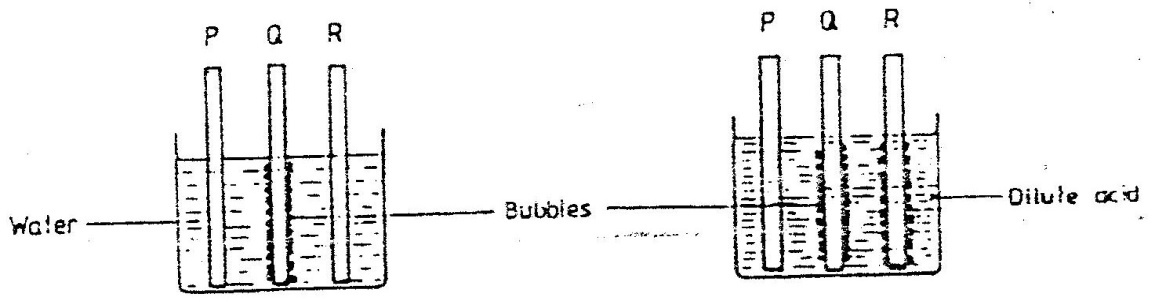 P Q R
P Q R
Water
Bubbles
Dilute acid